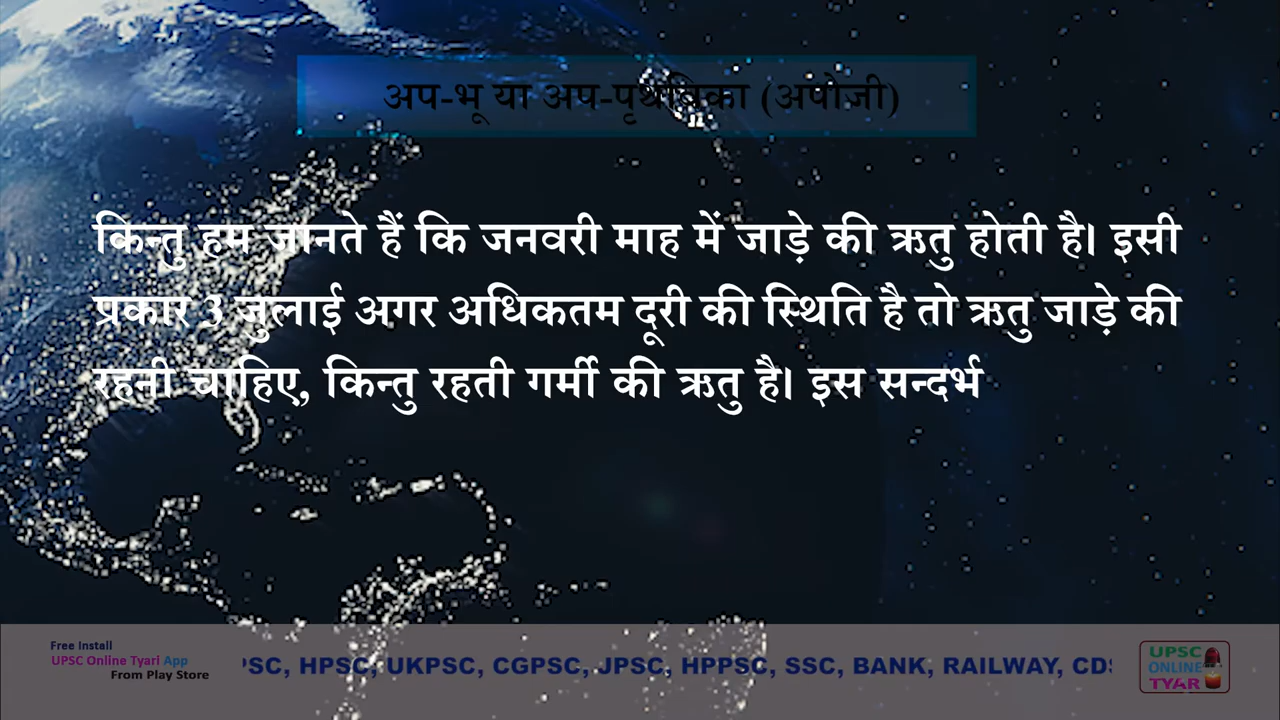 अप-भू या अप-पृथ्विका (अपोजी)
किन्तु हम जानते हैं कि जनवरी माह में जाड़े की ऋतु होती है। इसी
प्रकार 3 जुलाई अगर अधिकतम दूरी की स्थिति है तो ऋतु जाड़े की
रहनी चाहिए, किन्तु रहती गर्मी की ऋतु है। इस सन्दर्भ
Free Install
UPSC Online Tyari App
From Play Store
PSC, HPSC, UKPSC, CGPSC, JPSC, HPPSC, SSC, BANK, RAILWAY, CDS
UPSC
ONLINE
TYARI